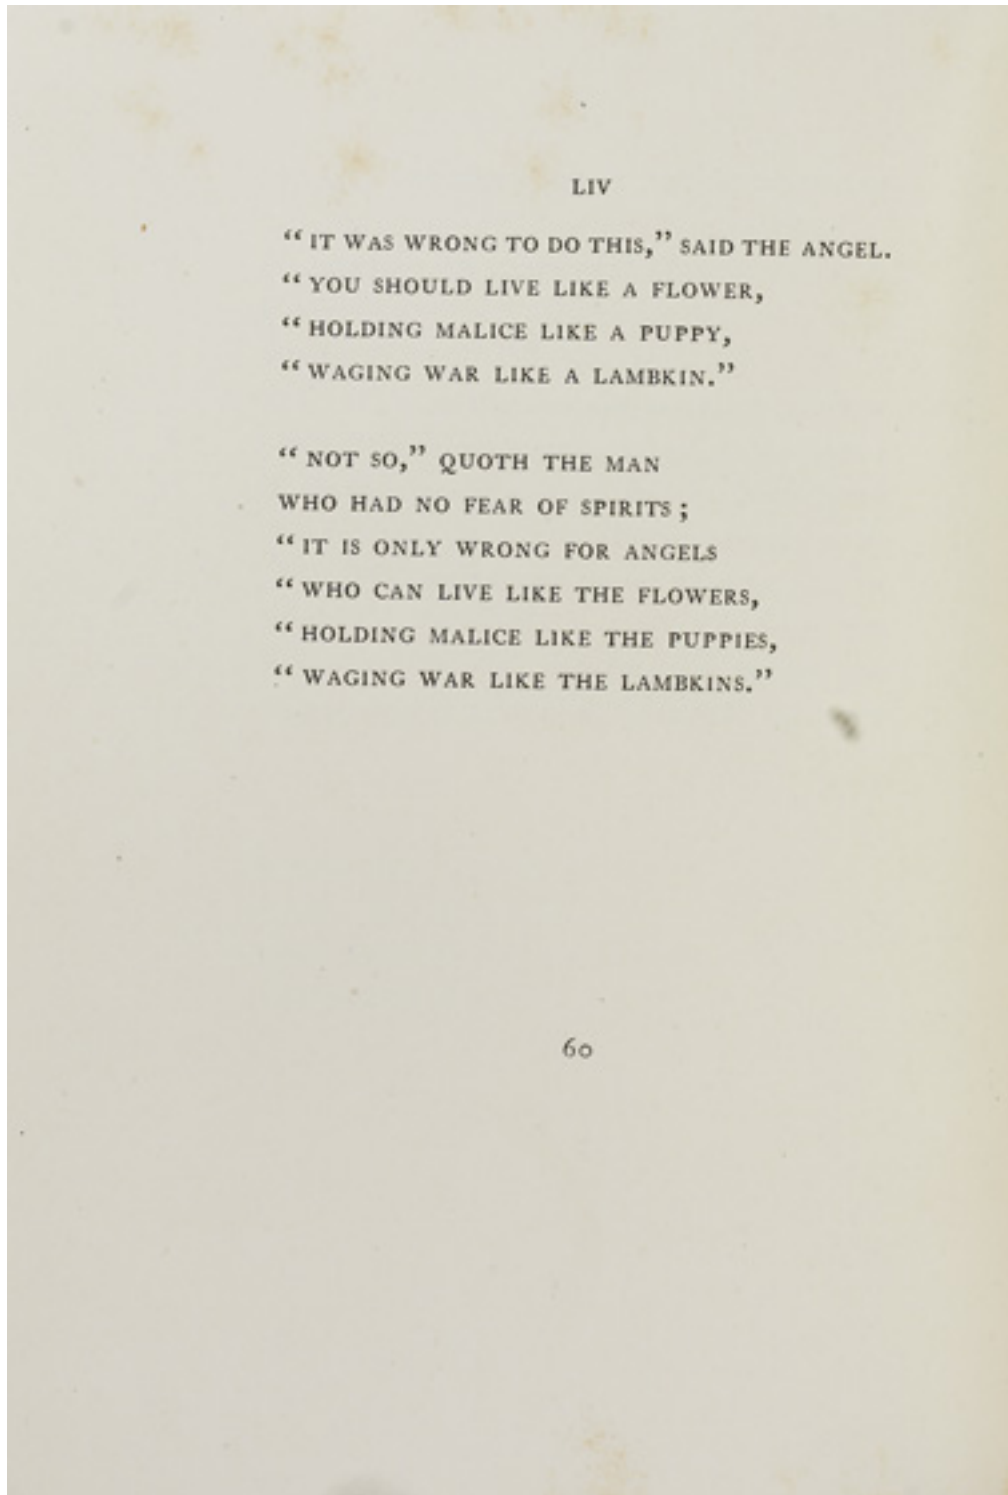 LIV
“ IT WAS WRONG TO DO THIS,” SAID THE ANGEL.
“ YOU SHOULD LIVE LIKE A FLOWER,
“ HOLDING MALICE LIKE A PUPPY,
“ WAGING WAR LIKE A LAMBKIN.”
“ NOT SO,” QUOTH THE MAN
WHO HAD NO FEAR OF SPIRITS ;
“ IT IS ONLY WRONG FOR ANGELS
“ WHO CAN LIVE LIKE THE FLOWERS,
“ HOLDING MALICE LIKE THE PUPPIES,
“ WAGING WAR LIKE THE LAMBKINS.”
60